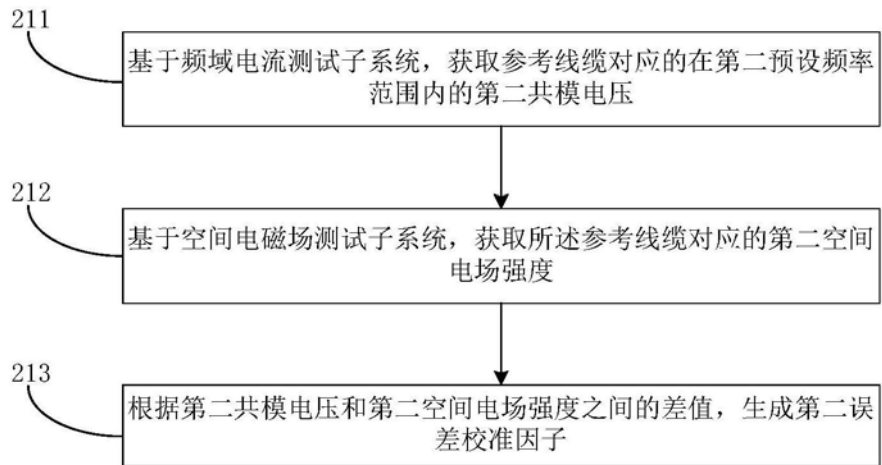 211
基于频域电流测试子系统，获取参考线缆对应的在第二预设频率
范围内的第二共模电压
212
基于空间电磁场测试子系统，获取所述参考线缆对应的第二空间
电场强度
213
根据第二共模电压和第二空间电场强度之间的差值，生成第二误
差校准因子